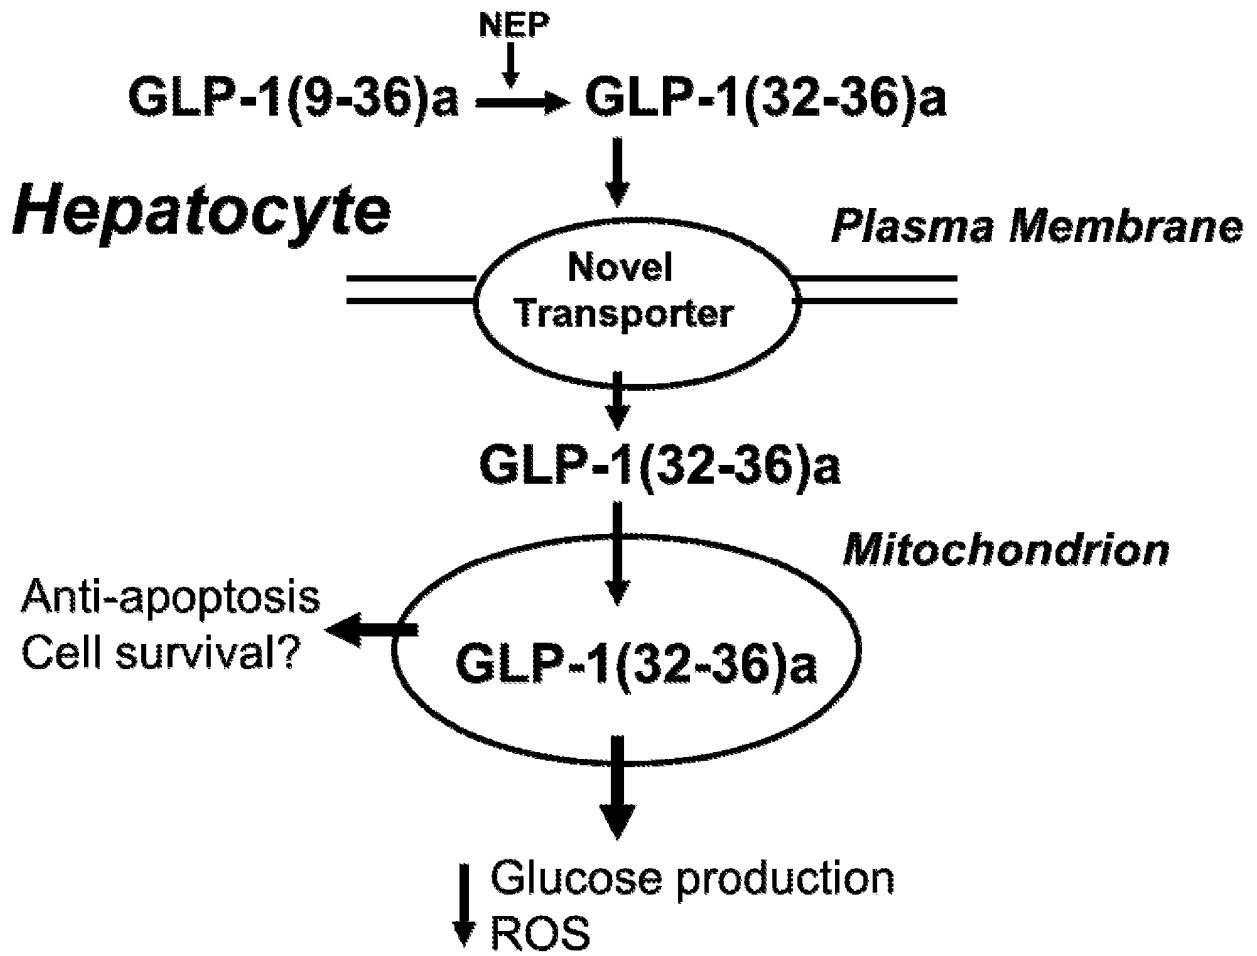 NEP
GLP-1(9-36)a GLP-1(32-36)a
Hepatocyte
Plasma Membrane
Novel
Transporter
GLP-1(32-36)a
Mitochondrion
Anti-apoptosis
Cell survival?
GLP-1(32-36)a
Glucose production
ROS